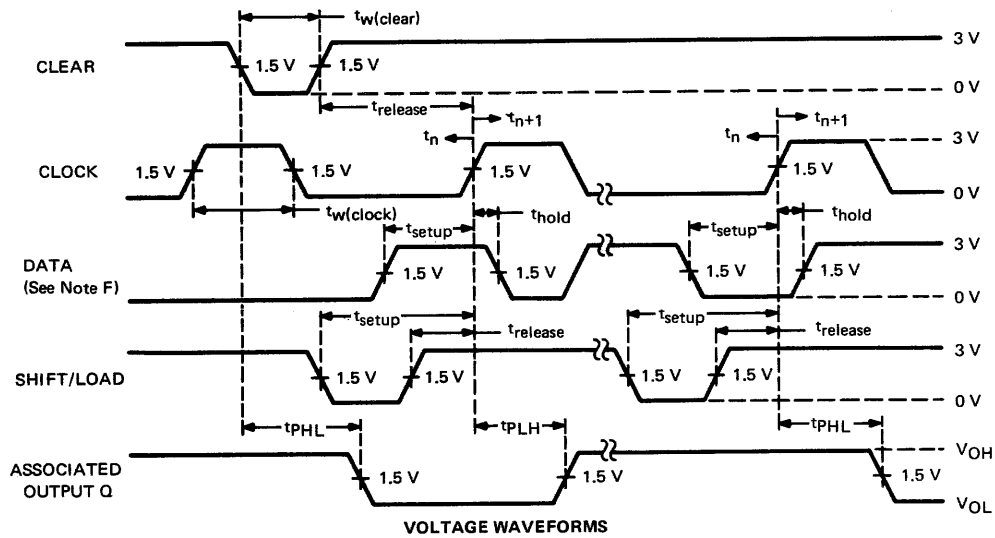 tw(clear)
CLEAR
1.5 V
1.5 V
3 V
0 V
trelease
tn
tn+1
tn
tn+1
CLOCK
1.5 V
1.5 V
1.5 V
1.5 V
3 V
0 V
tw(clock)
tsetup
thold
tsetup
thold
DATA
(See Note F)
1.5 V
1.5 V
1.5 V
1.5 V
3 V
0 V
tsetup
trelease
tsetup
trelease
SHIFT/LOAD
1.5 V
1.5 V
1.5 V
1.5 V
3 V
0 V
tPHL
tPLH
tPHL
ASSOCIATED
OUTPUT Q
1.5 V
1.5 V
1.5 V
VOH
VOL
VOLTAGE WAVEFORMS